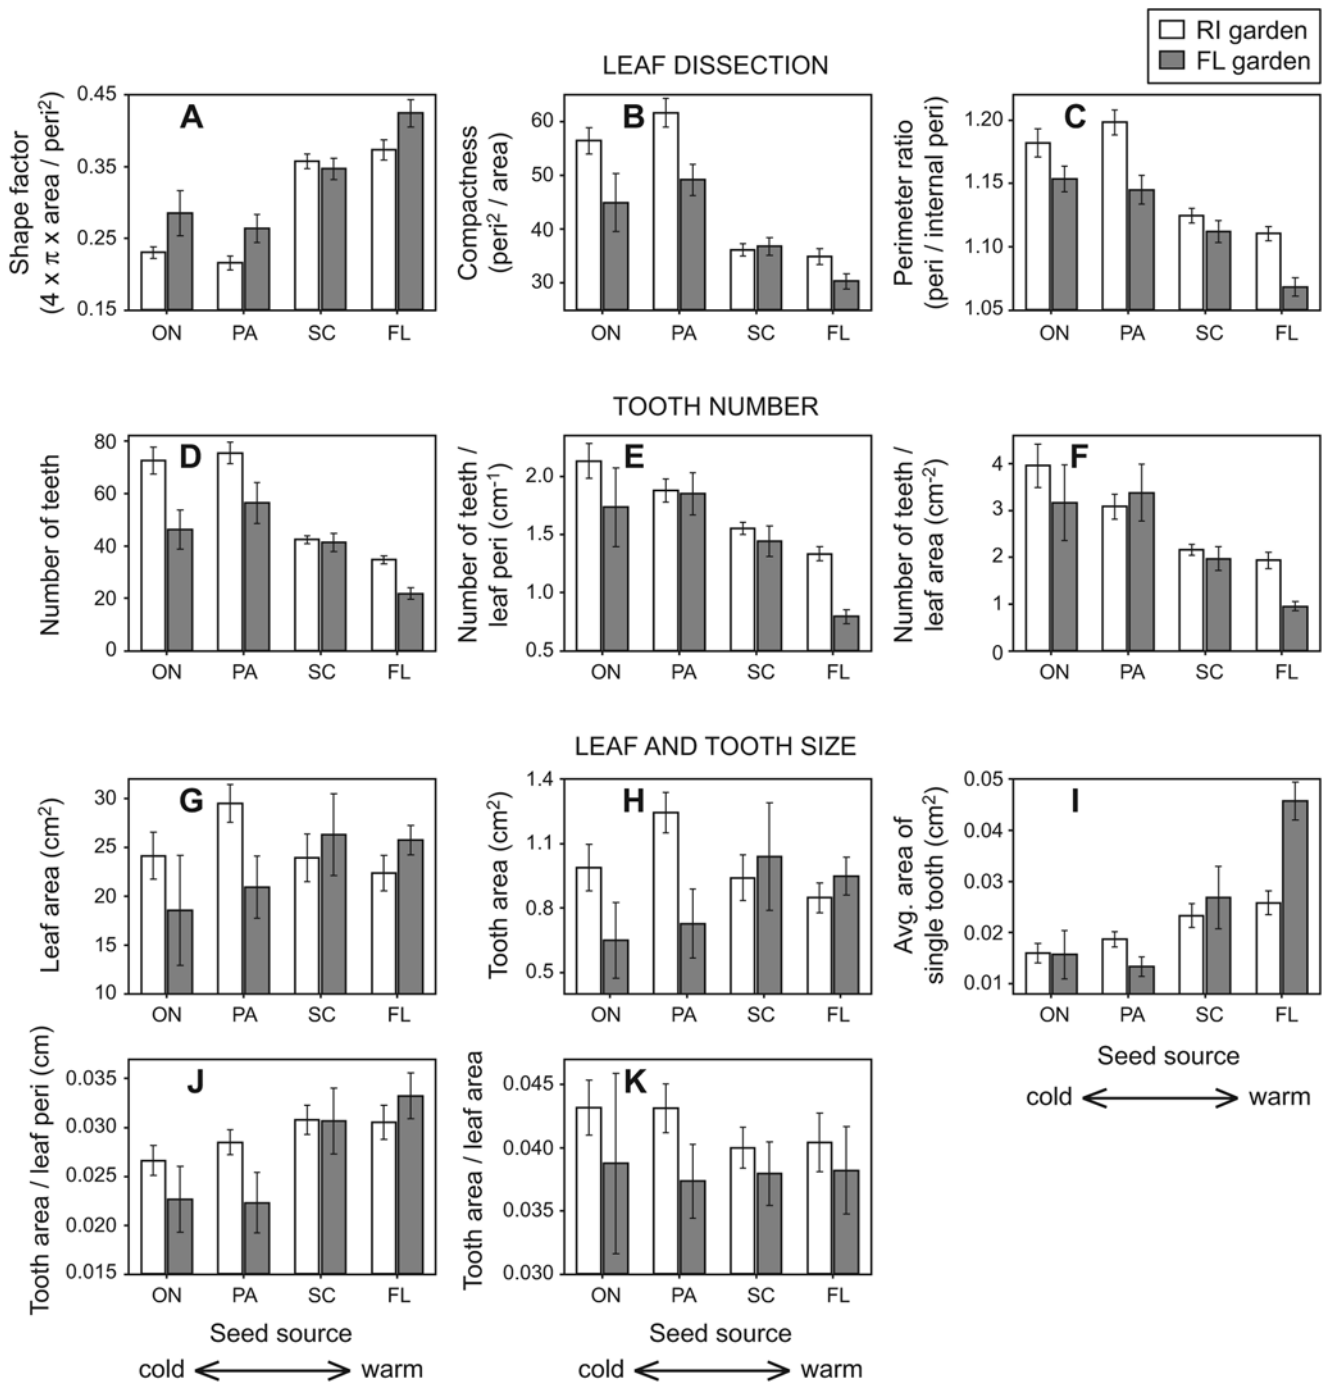 RI garden
FL garden
LEAF DISSECTION
Shape factor
(4 x π x area / peri²)
0.45
0.35
0.25
0.15
A
ON PA SC FL
Compactness
(peri² / area)
60
50
40
30
B
ON PA SC FL
Perimeter ratio
(peri / internal peri)
1.20
1.15
1.10
1.05
C
ON PA SC FL
TOOTH NUMBER
Number of teeth
80
60
40
20
0
D
ON PA SC FL
Number of teeth /
leaf peri (cm⁻¹)
2.0
1.5
1.0
0.5
E
ON PA SC FL
Number of teeth /
leaf area (cm⁻²)
4
3
2
1
0
F
ON PA SC FL
LEAF AND TOOTH SIZE
Leaf area (cm²)
30
25
20
15
10
G
ON PA SC FL
Tooth area (cm²)
1.4
1.1
0.8
0.5
H
ON PA SC FL
Avg. area of
single tooth (cm²)
0.05
0.04
0.03
0.02
0.01
I
ON PA SC FL
Seed source
cold warm
Tooth area / leaf peri (cm)
0.035
0.030
0.025
0.020
0.015
J
ON PA SC FL
Seed source
cold warm
Tooth area / leaf area
0.045
0.040
0.035
0.030
K
ON PA SC FL
Seed source
cold warm